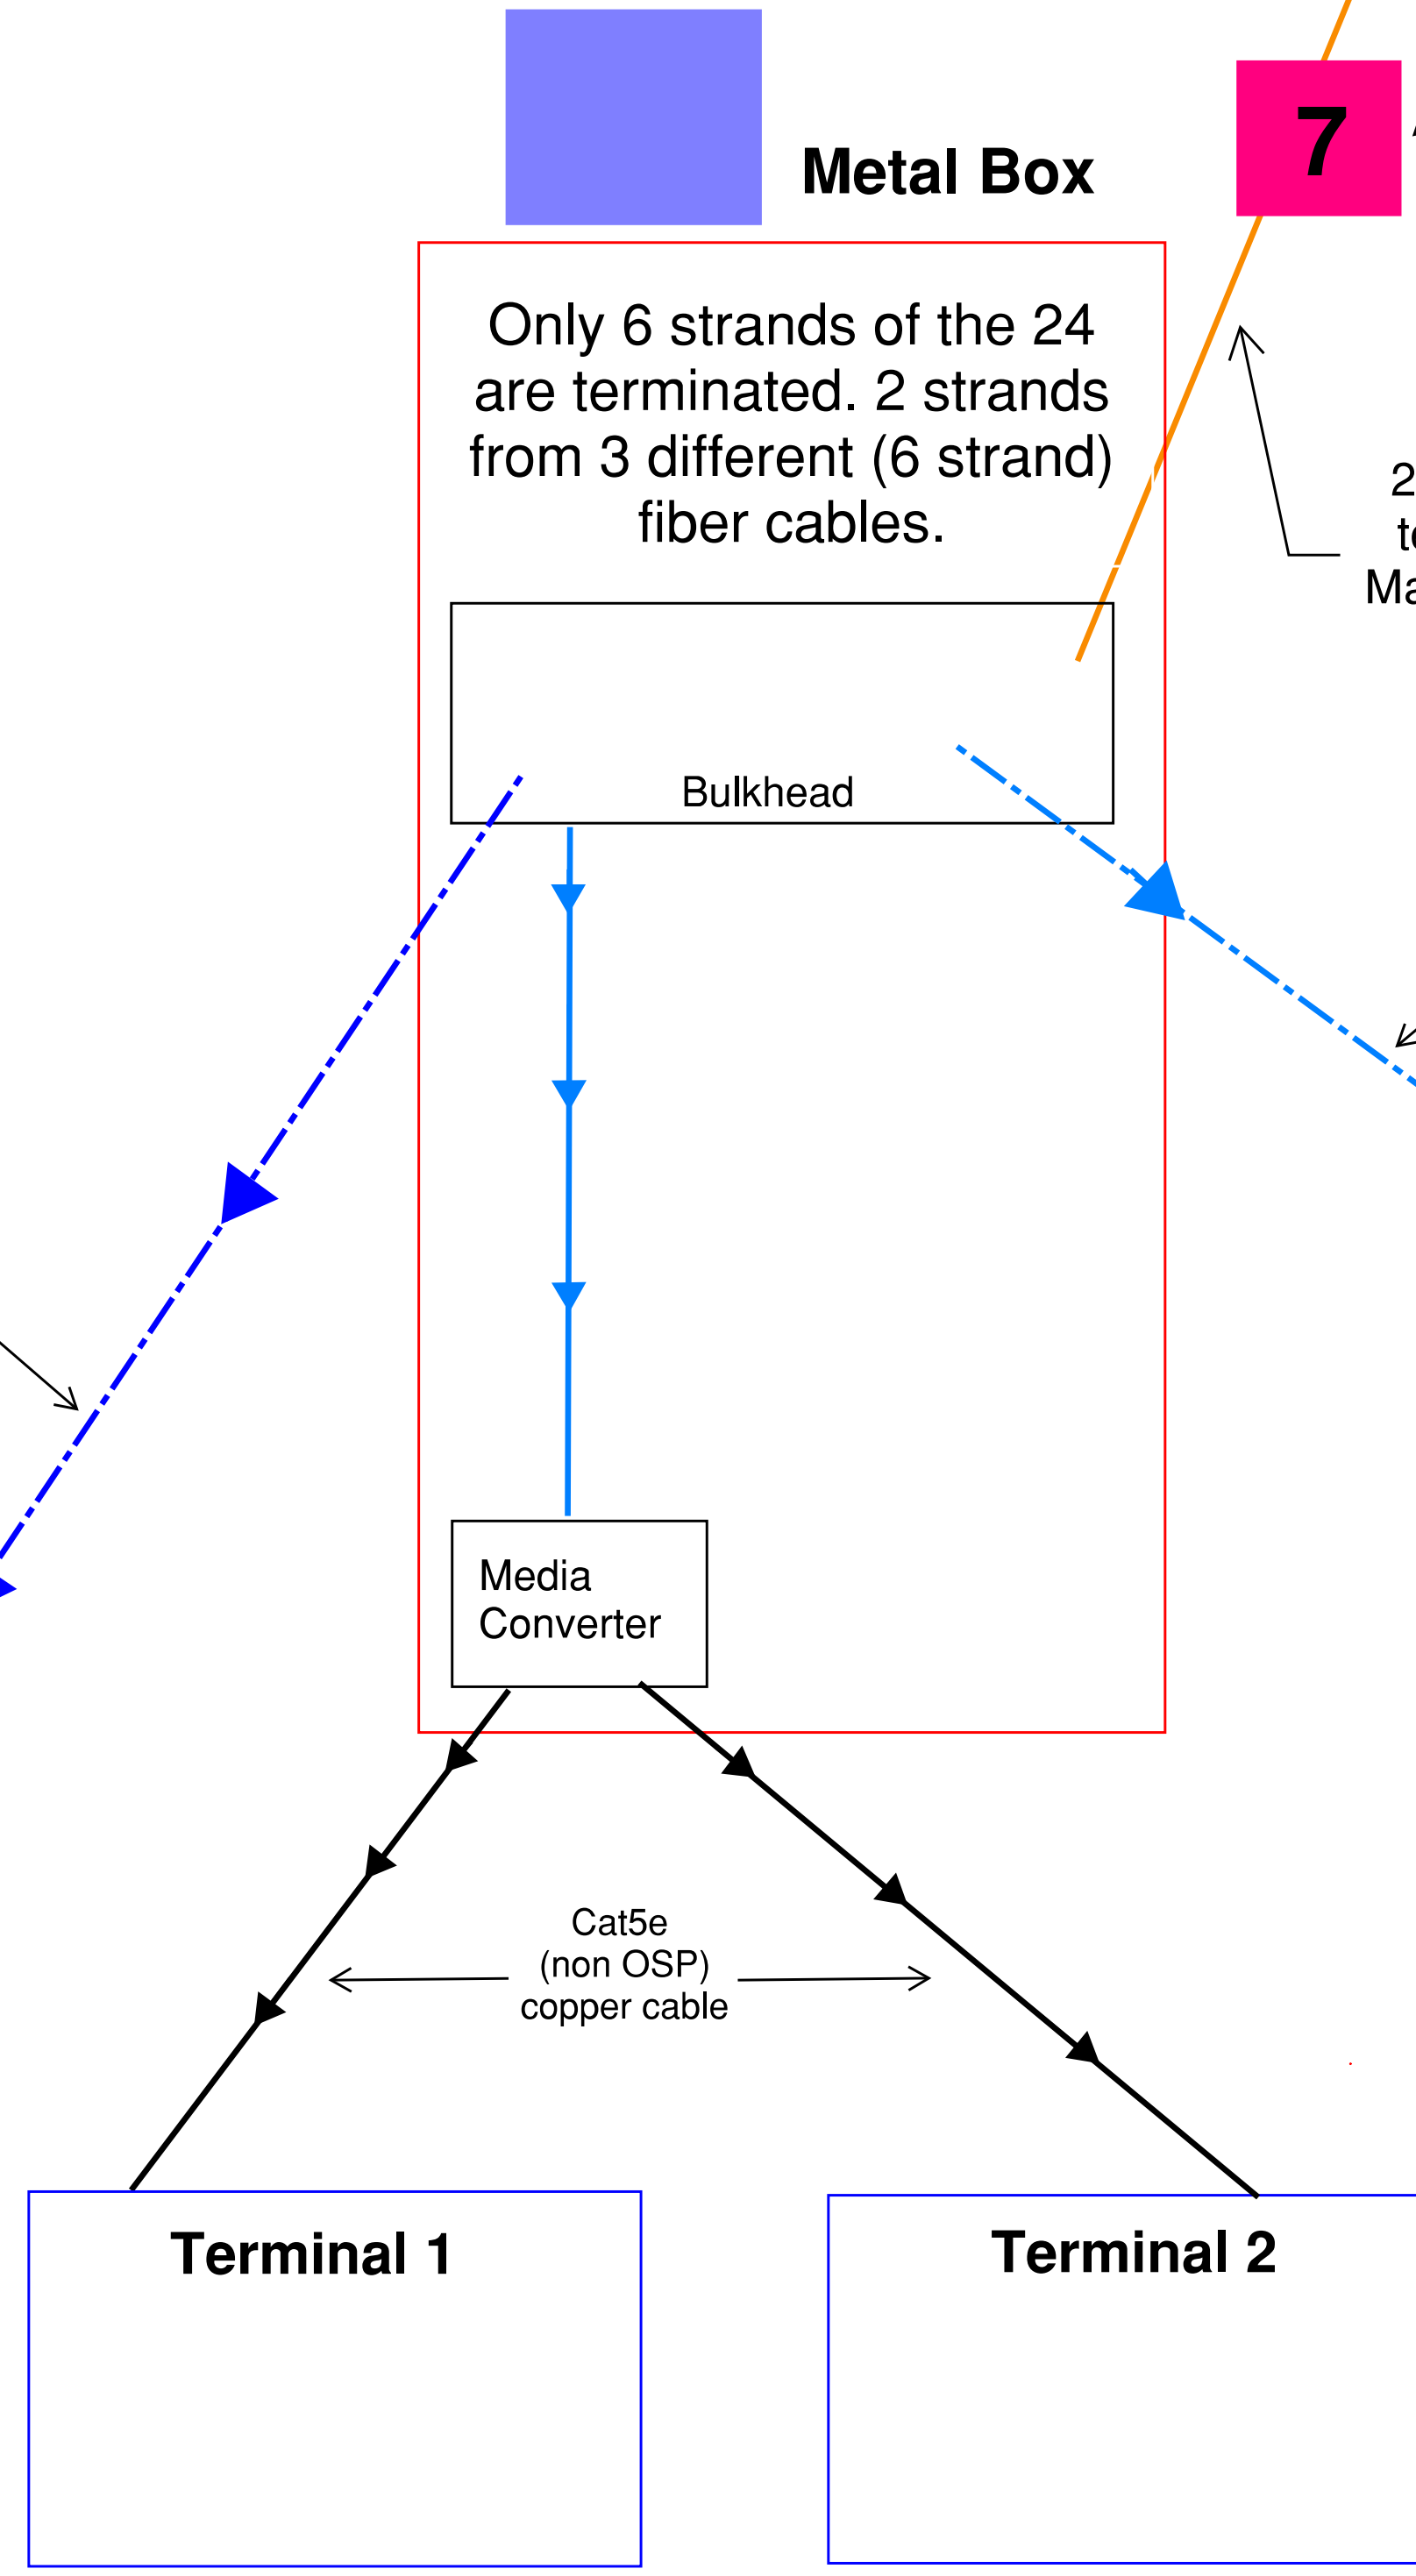 Metal Box
7
Only 6 strands of the 24
are terminated. 2 strands
from 3 different (6 strand)
fiber cables.
Bulkhead
Media
Converter
Cat5e
(non OSP)
copper cable
Terminal 1
Terminal 2